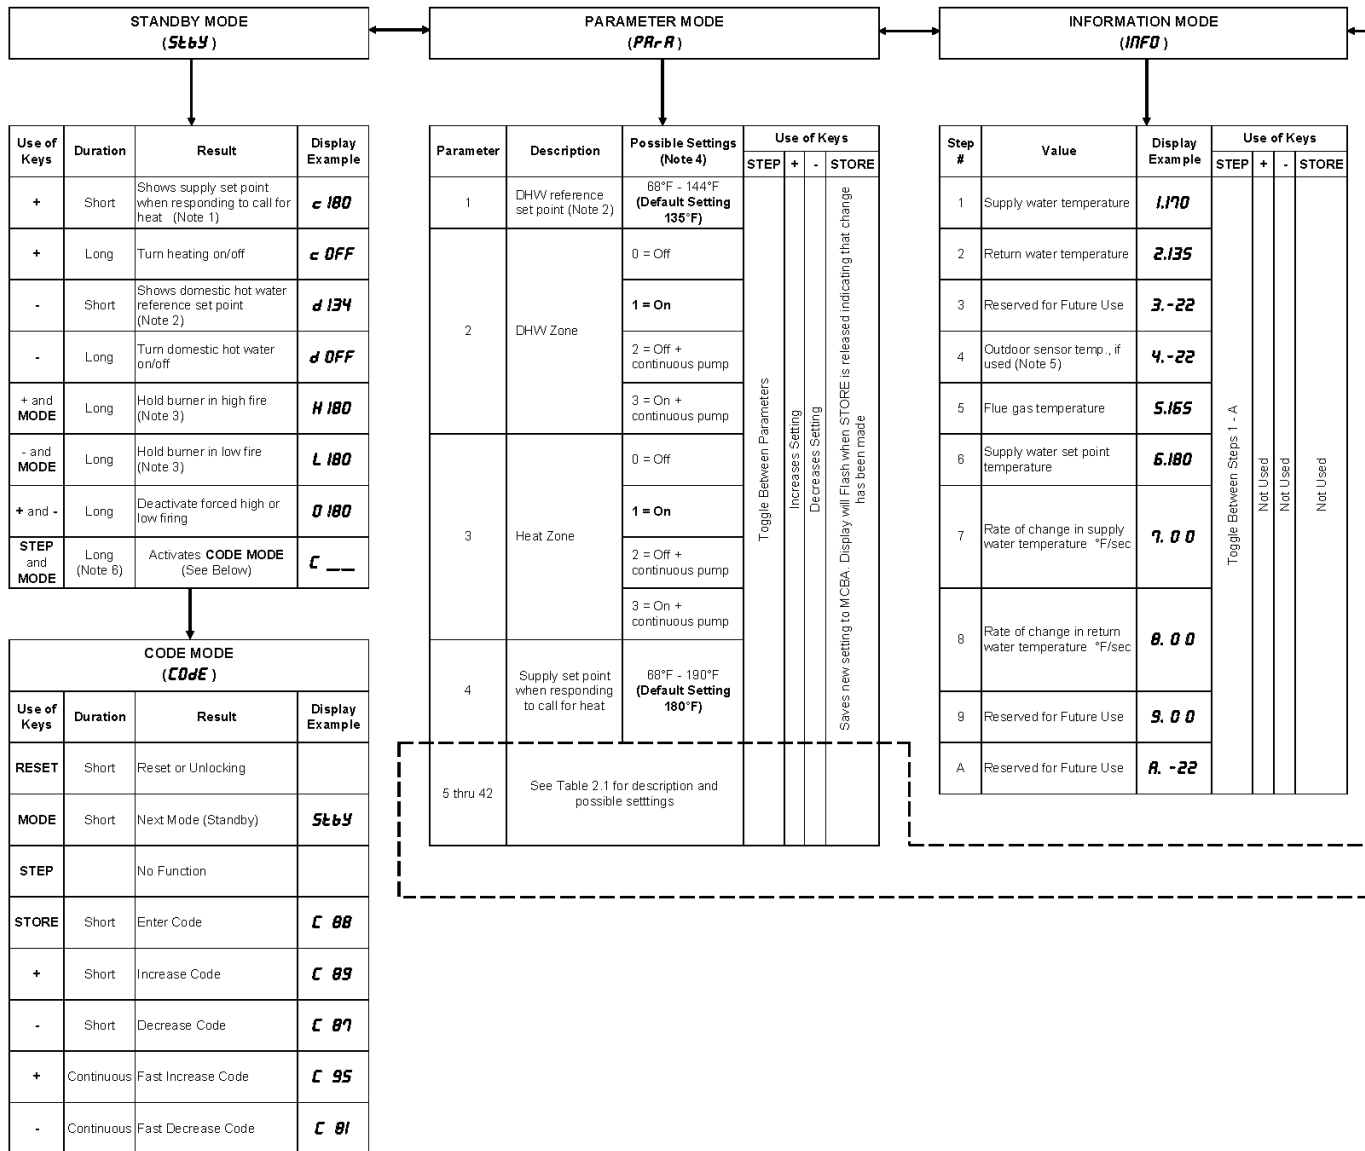 STANDBY MODE
(StbY)
PARAMETER MODE
(PArA)
INFORMATION MODE
(INFO)
Use of Keys
Duration
Result
Display Example
+
Short
Shows supply set point
when responding to call for
heat (Note 1)
c 180
+
Long
Turn heating on/off
c OFF
-
Short
Shows domestic hot water
reference set point
(Note 2)
d 134
-
Long
Turn domestic hot water
on/off
d OFF
+ and
MODE
Long
Hold burner in high fire
(Note 3)
H 180
- and
MODE
Long
Hold burner in low fire
(Note 3)
L 180
+ and -
Long
Deactivate forced high or
low firing
0 180
STEP
and
MODE
Long
(Note 6)
Activates CODE MODE
(See Below)
C __
CODE MODE
(COdE)
Use of
Keys
Duration
Result
Display
Example
RESET
Short
Reset or Unlocking
MODE
Short
Next Mode (Standby)
StbY
STEP
No Function
STORE
Short
Enter Code
C 88
+
Short
Increase Code
C 89
-
Short
Decrease Code
C 87
+
Continuous
Fast Increase Code
C 95
-
Continuous
Fast Decrease Code
C 81
Parameter
Description
Possible Settings
(Note 4)
Use of Keys
STEP
+
-
STORE
1
DHW reference
set point (Note 2)
68°F - 144°F
(Default Setting
135°F)
2
DHW Zone
0 = Off
1 = On
2 = Off +
continuous pump
3 = On +
continuous pump
3
Heat Zone
0 = Off
1 = On
2 = Off +
continuous pump
3 = On +
continuous pump
4
Supply set point
when responding
to call for heat
68°F - 190°F
(Default Setting
180°F)
5 thru 42
See Table 2.1 for description and
possible setttings
Toggle Between Parameters
Increases Setting
Decreases Setting
Saves new setting to MCBA. Display will Flash when STORE is released indicating that change
has been made
Step
#
Value
Display
Example
Use of Keys
STEP
+
-
STORE
1
Supply water temperature
1.170
2
Return water temperature
2.135
3
Reserved for Future Use
3.-22
4
Outdoor sensor temp., if
used (Note 5)
4.-22
5
Flue gas temperature
5.165
6
Supply water set point
temperature
6.180
7
Rate of change in supply
water temperature °F/sec
7. 0 0
8
Rate of change in return
water temperature °F/sec
8. 0 0
9
Reserved for Future Use
9. 0 0
A
Reserved for Future Use
A. -22
Toggle Between Steps 1 - A
Not Used
Not Used
Not Used